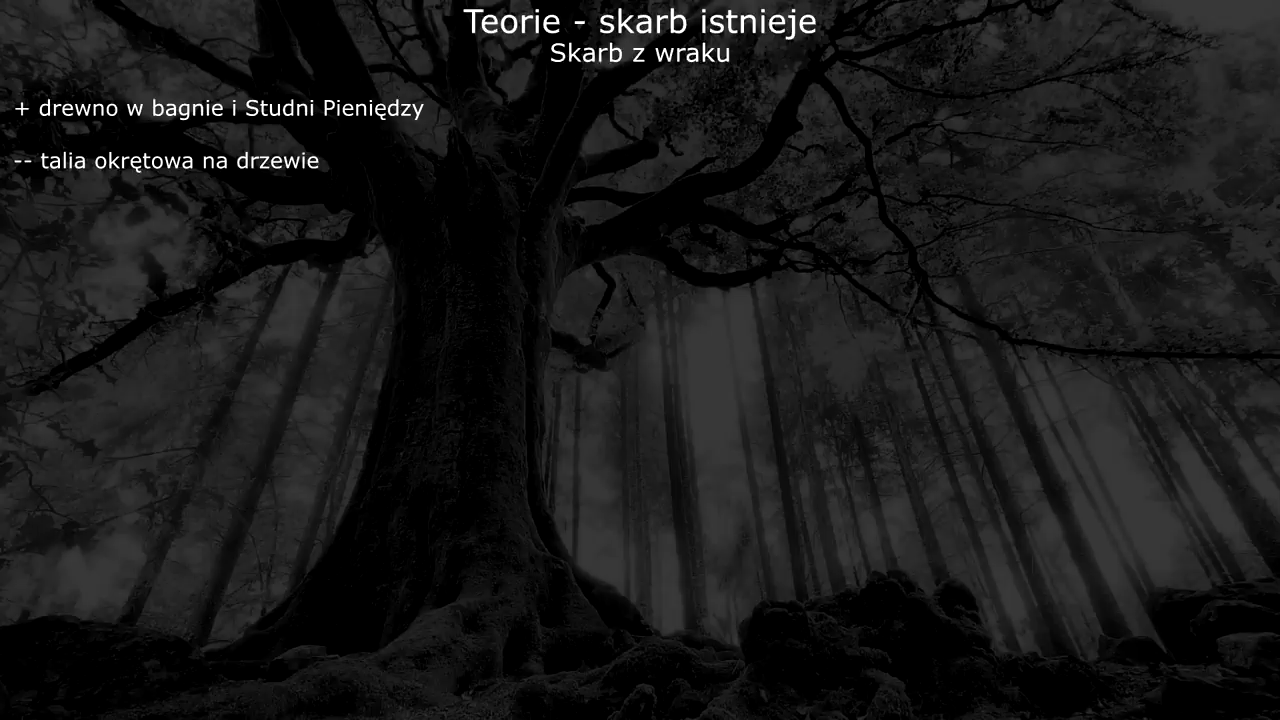 Teorie - skarb istnieje
Skarb z wraku
+ drewno w bagnie i Studni Pieniędzy
-- talia okrętowa na drzewie